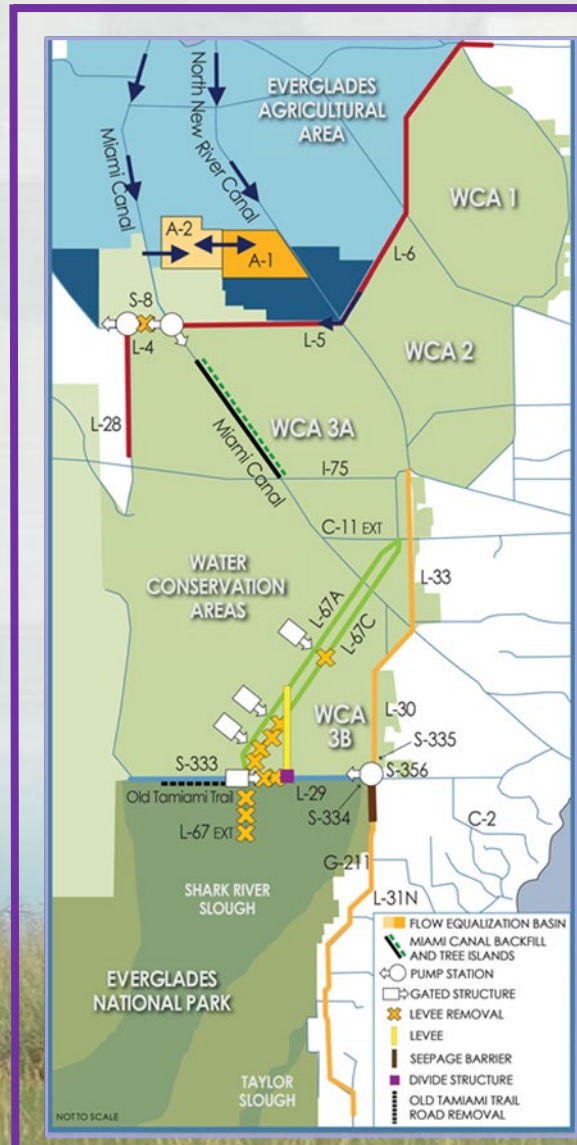 EVERGLADES
AGRICULTURAL
AREA
Miami Canal
North New River Canal
WCA 1
A-2
A-1
L-6
S-8
L-4
L-5
WCA 2
L-28
Miami Canal
WCA 3A
I-75
C-11 EXT
WATER
CONSERVATION
AREAS
L-67A
L-67C
L-33
WCA
3B
L-30
S-335
S-333
S-356
Old Tamiami Trail
L-29
S-334
L-67 EXT
C-2
G-211
SHARK RIVER
SLOUGH
L-31N
EVERGLADES
NATIONAL PARK
TAYLOR
SLOUGH
FLOW EQUALIZATION BASIN
MIAMI CANAL BACKFILL
AND TREE ISLANDS
PUMP STATION
GATED STRUCTURE
LEVEE REMOVAL
LEVEE
SEEPAGE BARRIER
DIVIDE STRUCTURE
OLD TAMIAMI TRAIL
ROAD REMOVAL
NOT TO SCALE